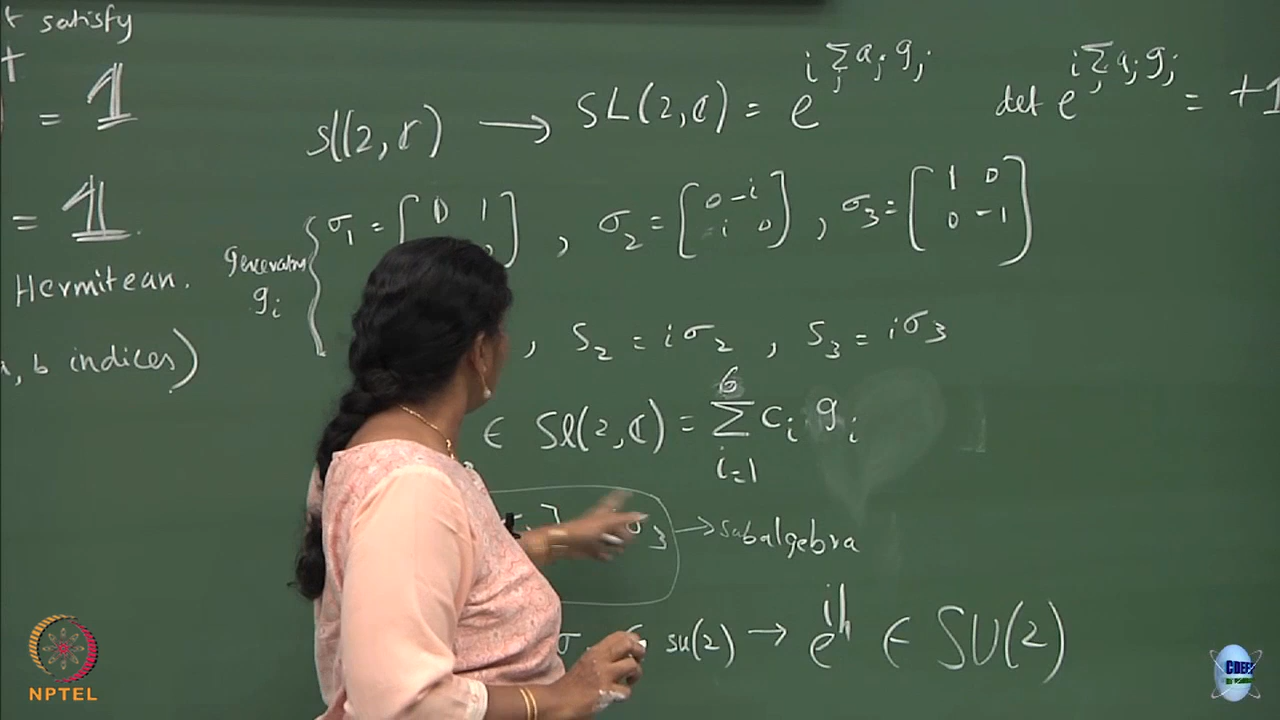 t satisfy
= 𝟙
= 𝟙.
Hermitean.
a, b indices)
sl(2,ℂ) → SL(2,ℂ) = e^{i Σ_j a_j g_j} det e^{i Σ_j a_j g_j} = +1
generators g_i { σ_1 = [0 1 , σ_2 = [0 -i; i 0] , σ_3 = [1 0; 0 -1]
, S_2 = iσ_2 , S_3 = iσ_3
∈ sl(2,ℂ) = Σ_{i=1}^{6} c_i g_i
] σ_3 → subalgebra
σ ∈ su(2) → e^{ih} ∈ SU(2)
NPTEL
CDEEP